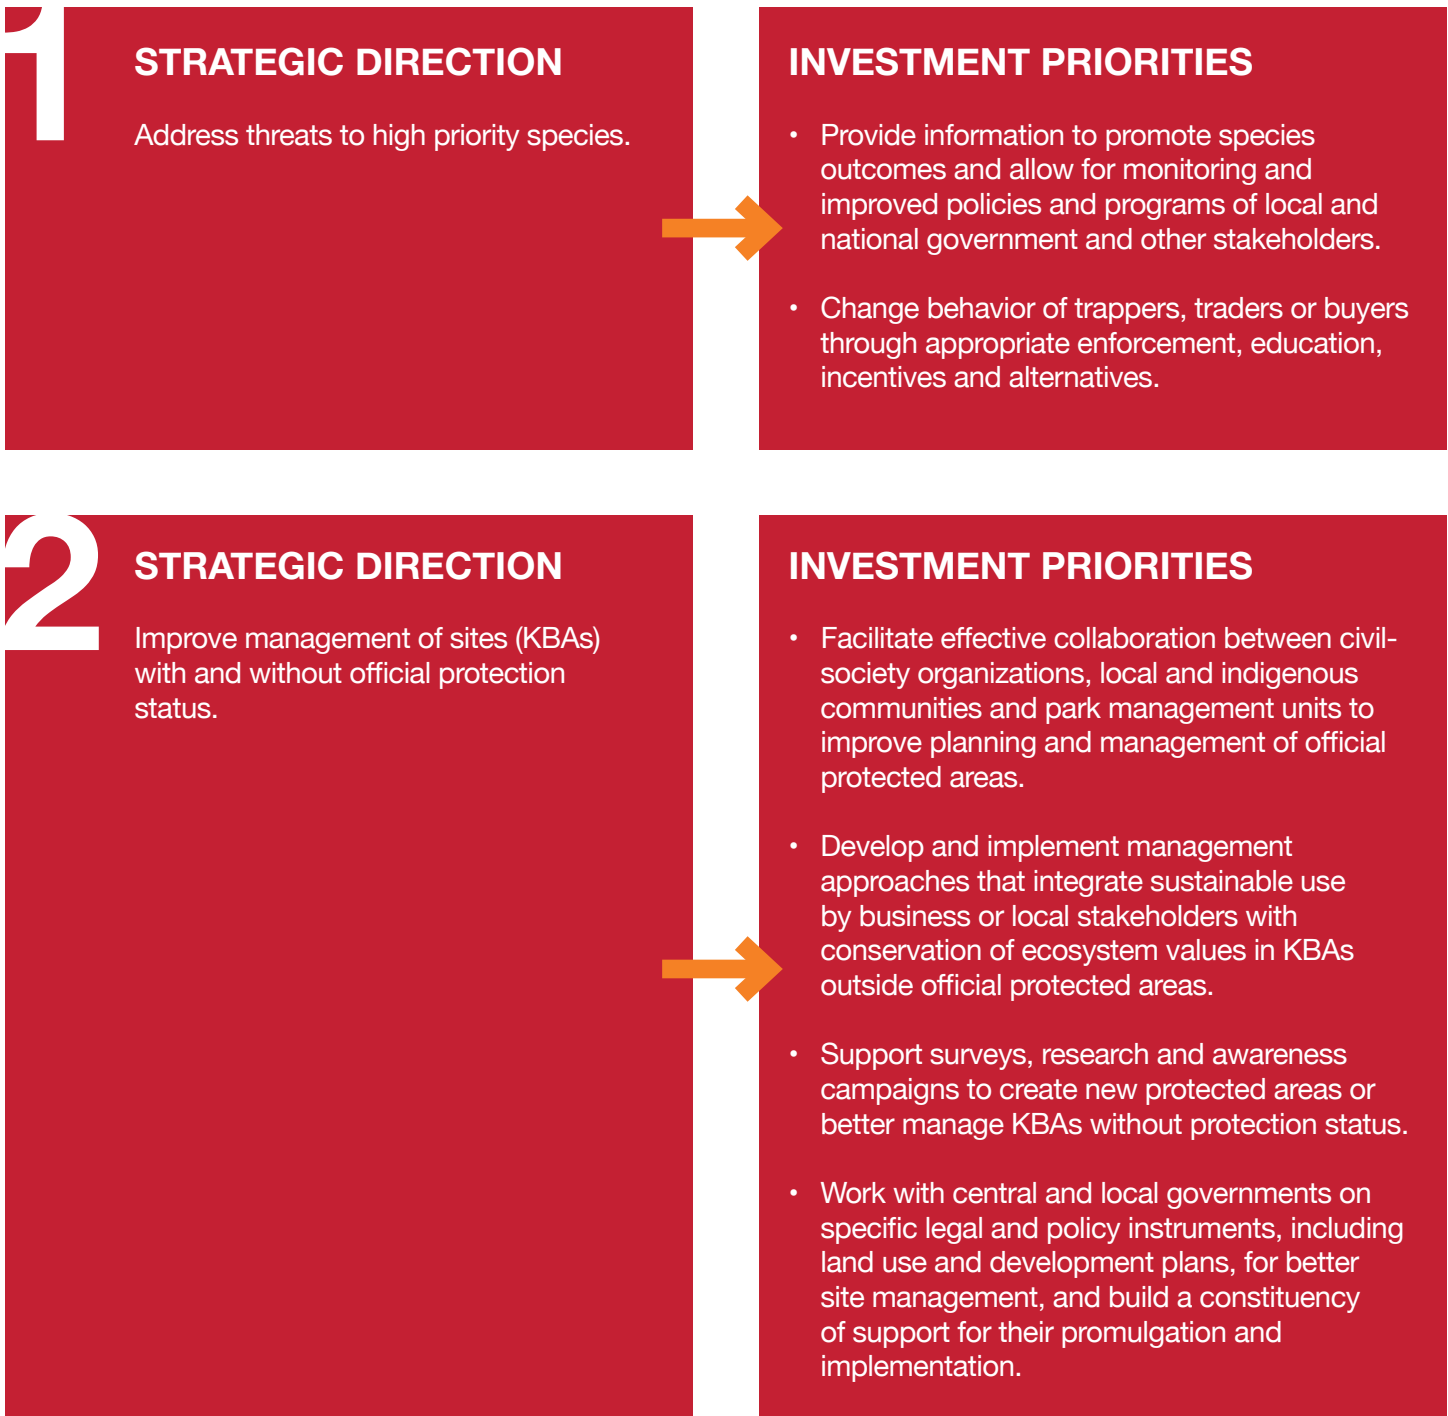 1
STRATEGIC DIRECTION
Address threats to high priority species.
INVESTMENT PRIORITIES
• Provide information to promote species
outcomes and allow for monitoring and
improved policies and programs of local and
national government and other stakeholders.
• Change behavior of trappers, traders or buyers
through appropriate enforcement, education,
incentives and alternatives.
2
STRATEGIC DIRECTION
Improve management of sites (KBAs)
with and without official protection
status.
INVESTMENT PRIORITIES
• Facilitate effective collaboration between civil-
society organizations, local and indigenous
communities and park management units to
improve planning and management of official
protected areas.
• Develop and implement management
approaches that integrate sustainable use
by business or local stakeholders with
conservation of ecosystem values in KBAs
outside official protected areas.
• Support surveys, research and awareness
campaigns to create new protected areas or
better manage KBAs without protection status.
• Work with central and local governments on
specific legal and policy instruments, including
land use and development plans, for better
site management, and build a constituency
of support for their promulgation and
implementation.